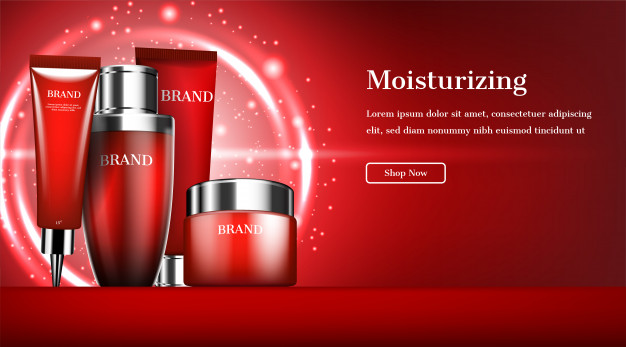 BRAND
BRAND
BRAND
BRAND
Moisturizing
Lorem ipsum dolor sit amet, consectetuer adipiscing
elit, sed diam nonummy nibh euismod tincidunt ut
Shop Now